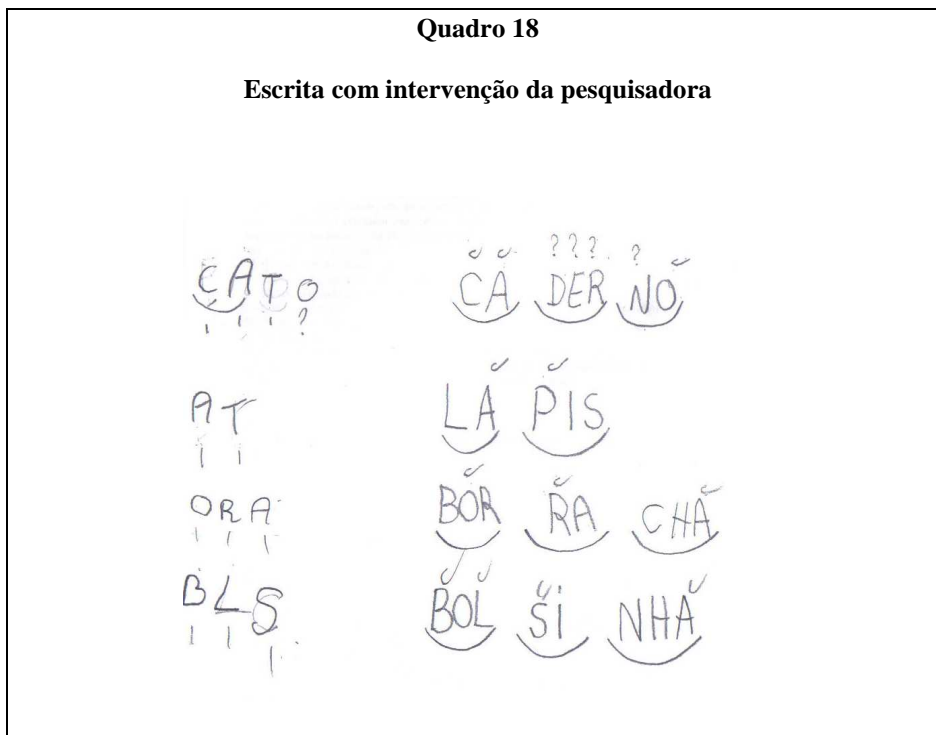 Quadro 18
Escrita com intervenção da pesquisadora
CATO CA DER NO
? ? ? ? ?
AT LA PIS
ORA BOR RA CHA
BLS BOL SI NHA